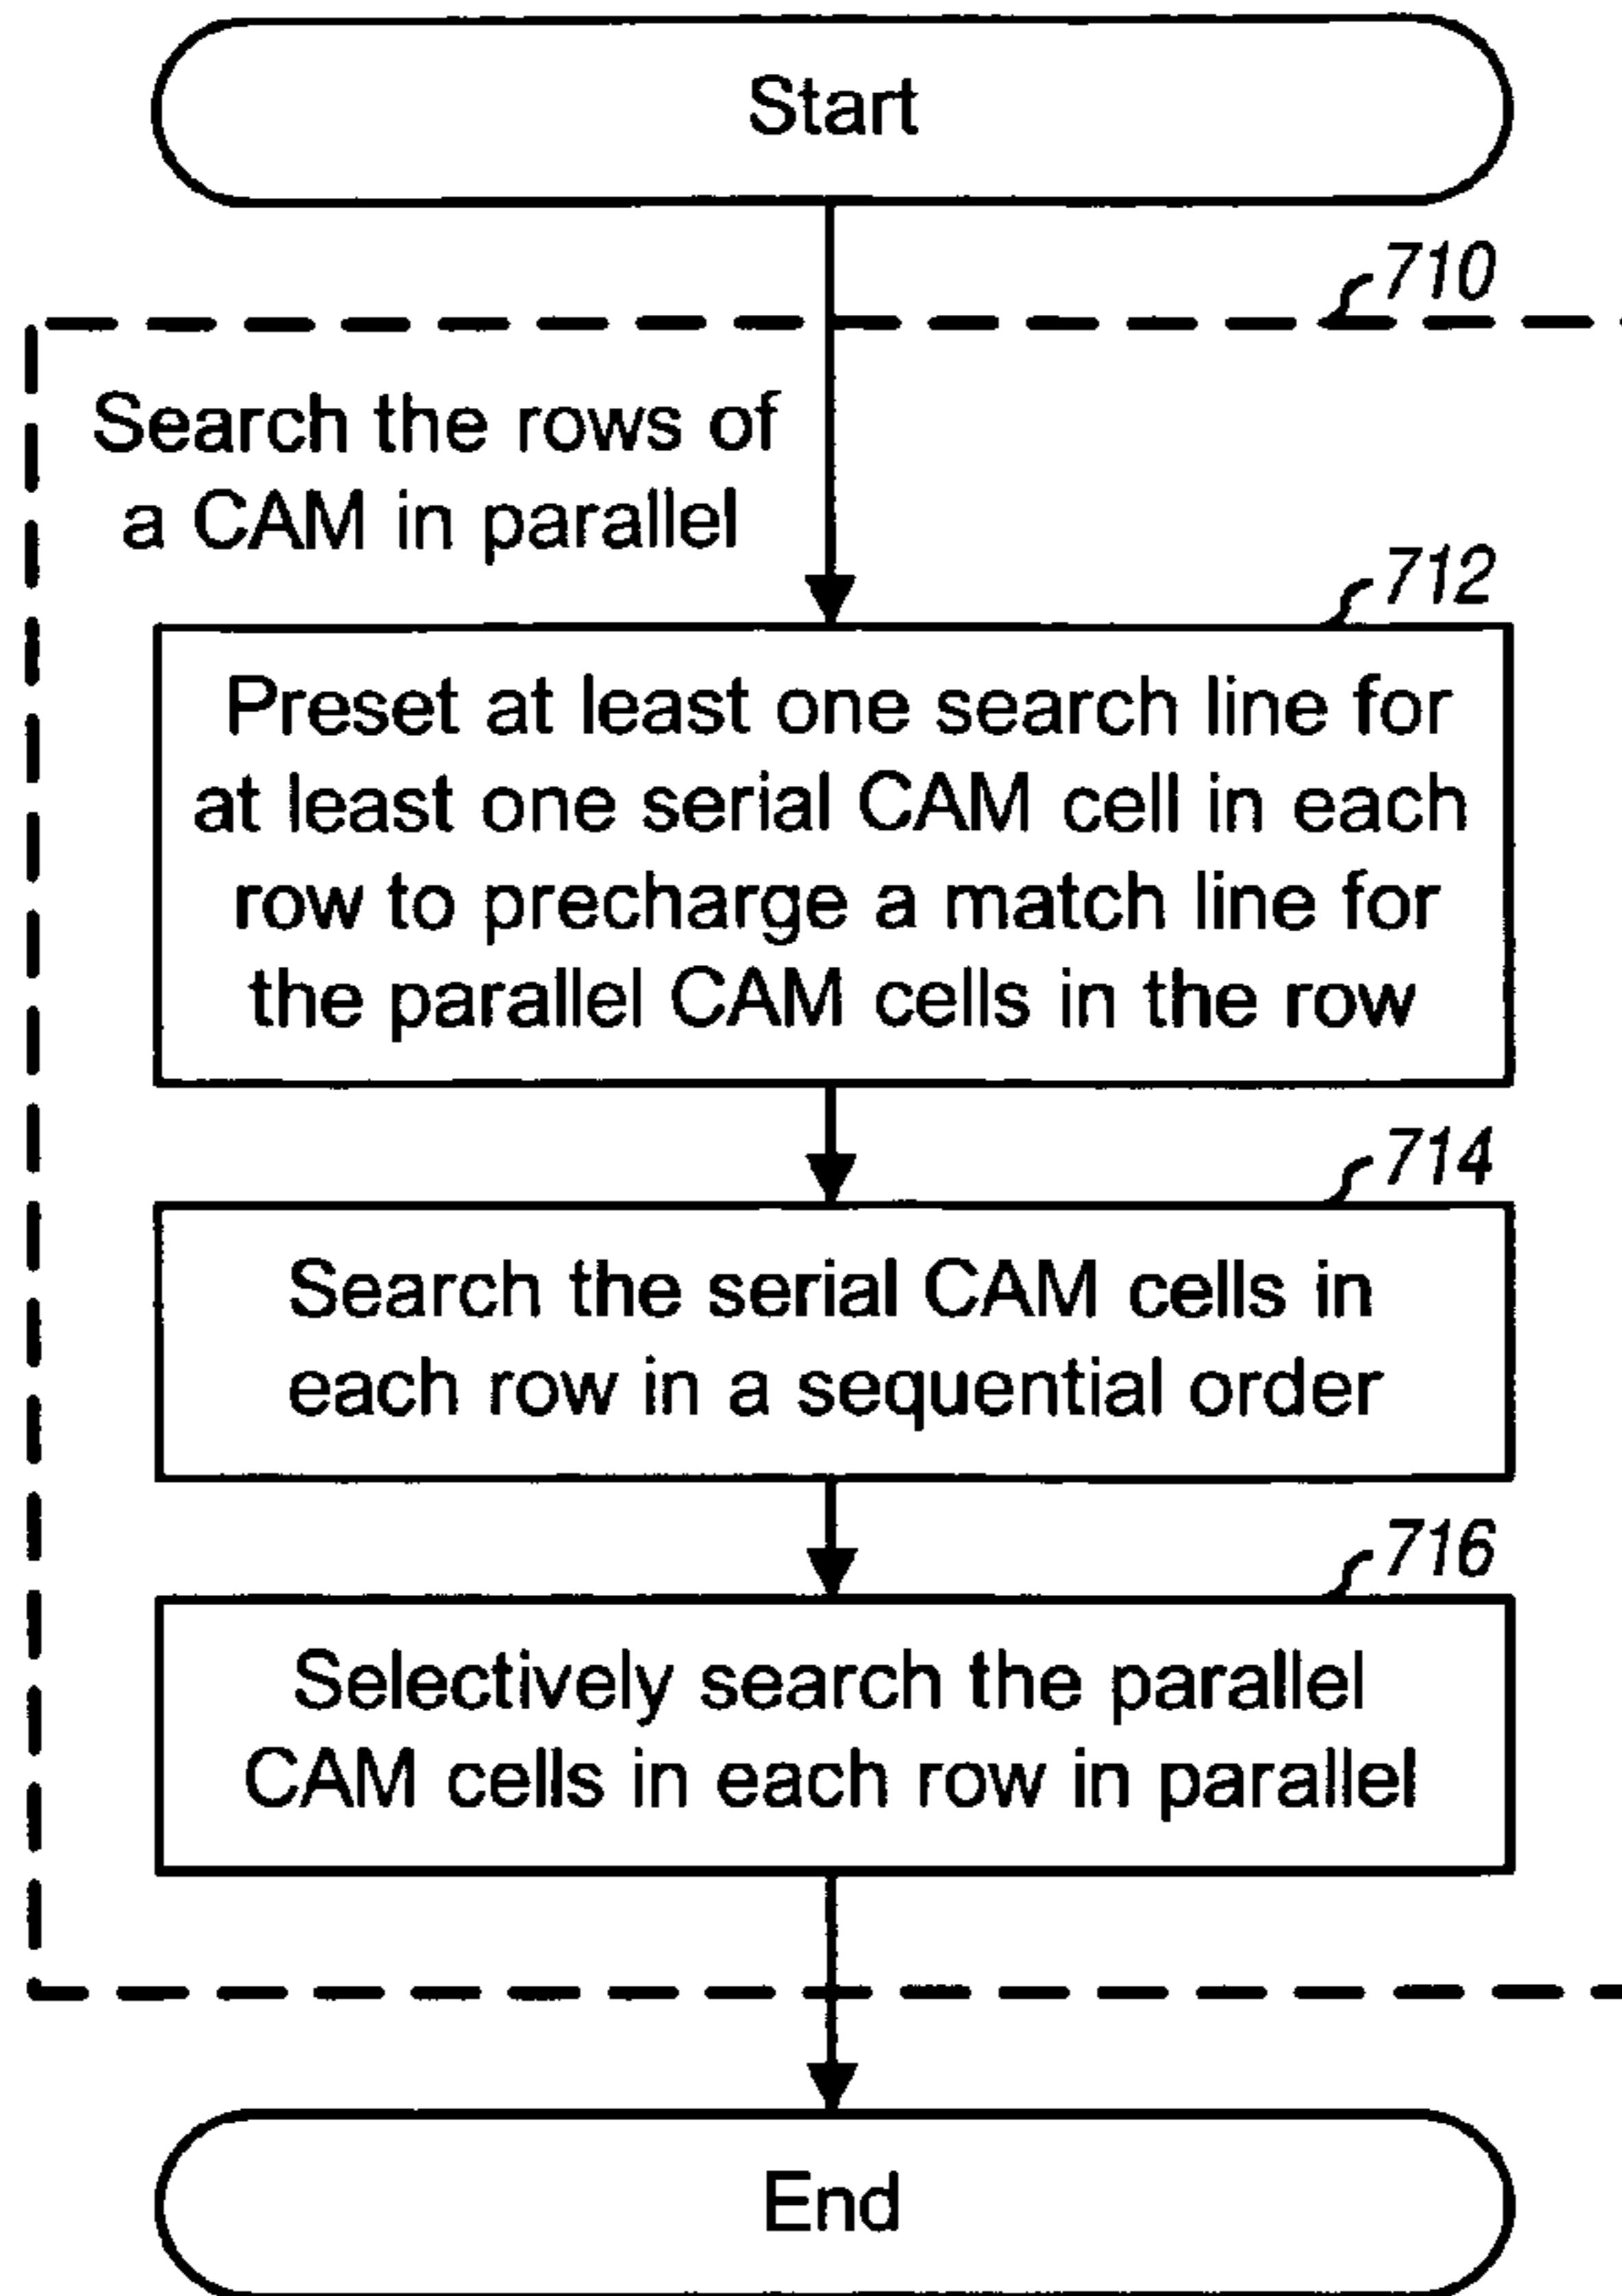 Start
710
Search the rows of
a CAM in parallel
712
Preset at least one search line for
at least one serial CAM cell in each
row to precharge a match line for
the parallel CAM cells in the row
714
Search the serial CAM cells in
each row in a sequential order
716
Selectively search the parallel
CAM cells in each row in parallel
End